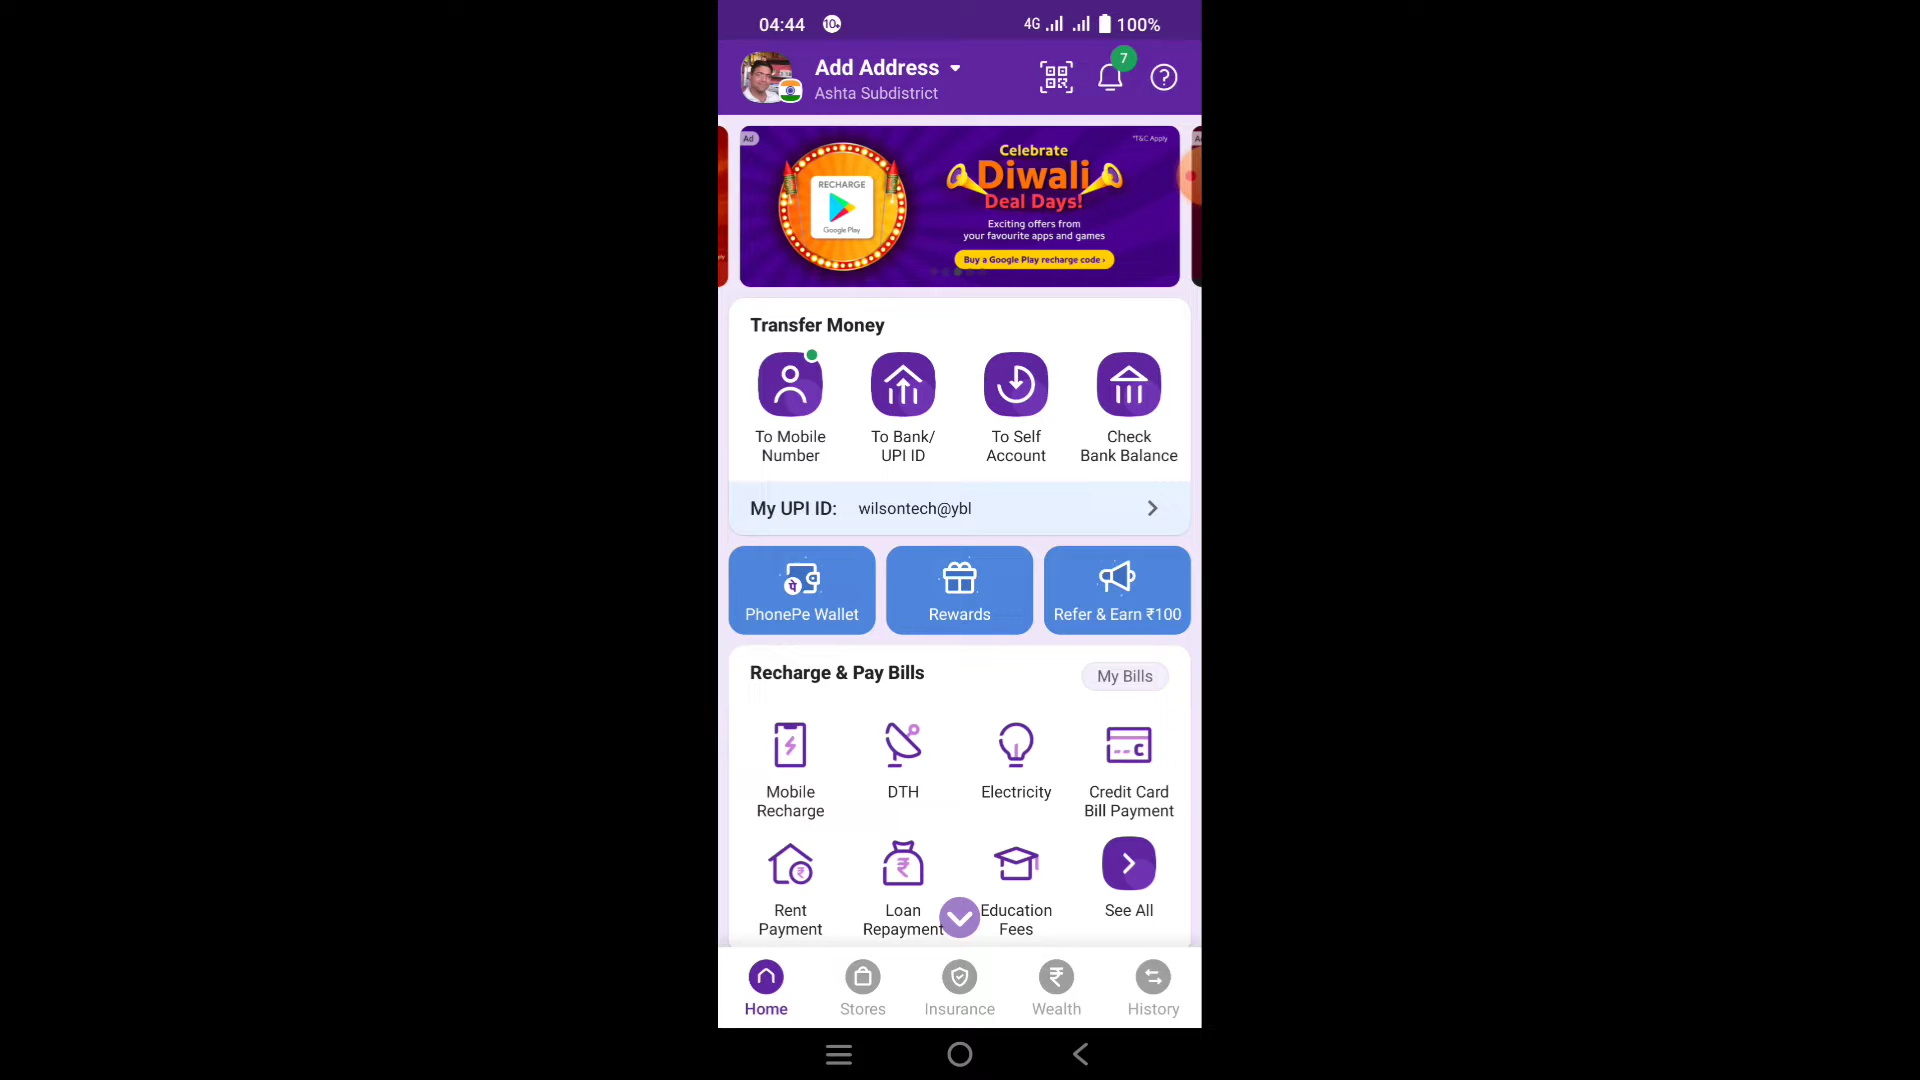 04:44
10+
4G
100%
Add Address
Ashta Subdistrict
7
?
Ad
*T&C Apply
RECHARGE
Google Play
Celebrate
Diwali
Deal Days!
Exciting offers from
your favourite apps and games
Buy a Google Play recharge code ›
Transfer Money
To Mobile
Number
To Bank/
UPI ID
To Self
Account
Check
Bank Balance
My UPI ID: wilsontech@ybl
पे
PhonePe Wallet
Rewards
Refer & Earn ₹100
Recharge & Pay Bills
My Bills
Mobile
Recharge
DTH
Electricity
C
Credit Card
Bill Payment
₹
Rent
Payment
₹
Loan
Repayment
Education
Fees
See All
Home
Stores
Insurance
₹
Wealth
History